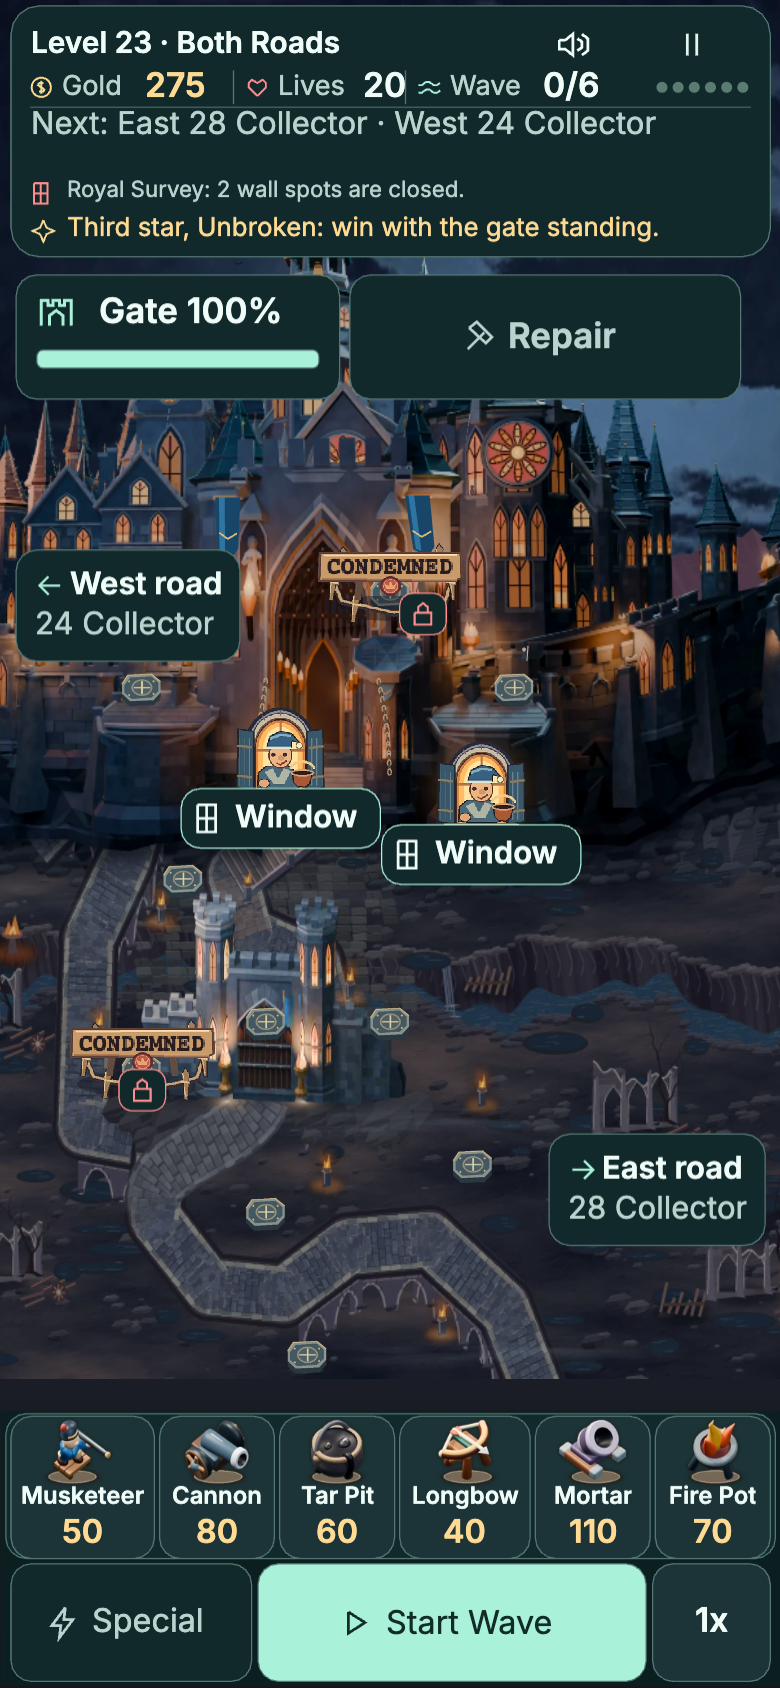 Level 23 · Both Roads
Gold 275 Lives 20 Wave 0/6
Next: East 28 Collector · West 24 Collector
Royal Survey: 2 wall spots are closed.
Third star, Unbroken: win with the gate standing.
Gate 100%
Repair
CONDEMNED
← West road
24 Collector
Window
Window
CONDEMNED
→ East road
28 Collector
Musketeer
50
Cannon
80
Tar Pit
60
Longbow
40
Mortar
110
Fire Pot
70
Special
Start Wave
1x